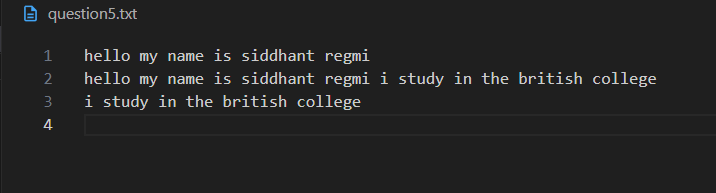 question5.txt
1 hello my name is siddhant regmi
2 hello my name is siddhant regmi i study in the british college
3 i study in the british college
4